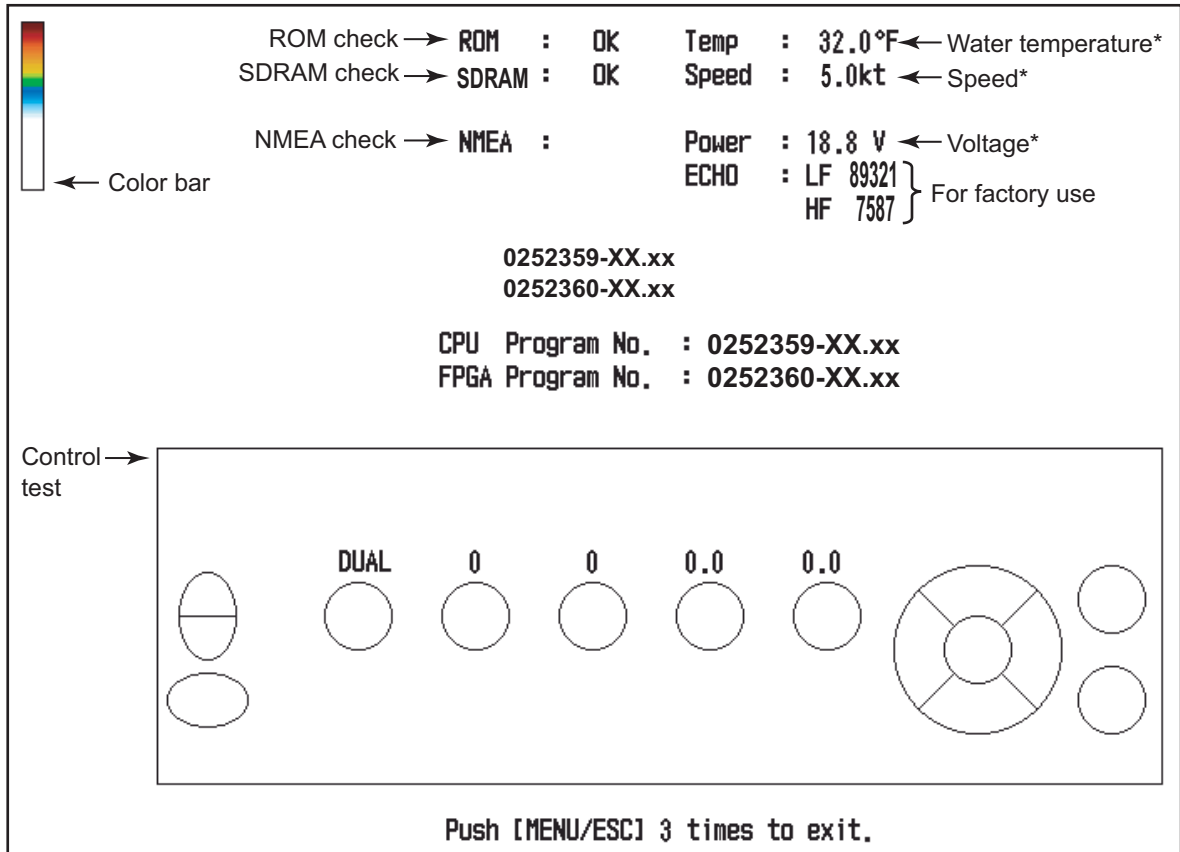 ROM check ROM : OK Temp : 32.0°F Water temperature*
SDRAM check SDRAM : OK Speed : 5.0kt Speed*
NMEA check NMEA : Power : 18.8 V Voltage*
Color bar ECHO : LF 89321 For factory use
HF 7587
0252359-XX.xx
0252360-XX.xx
CPU Program No. : 0252359-XX.xx
FPGA Program No. : 0252360-XX.xx
Control
test
DUAL 0 0 0.0 0.0
Push [MENU/ESC] 3 times to exit.